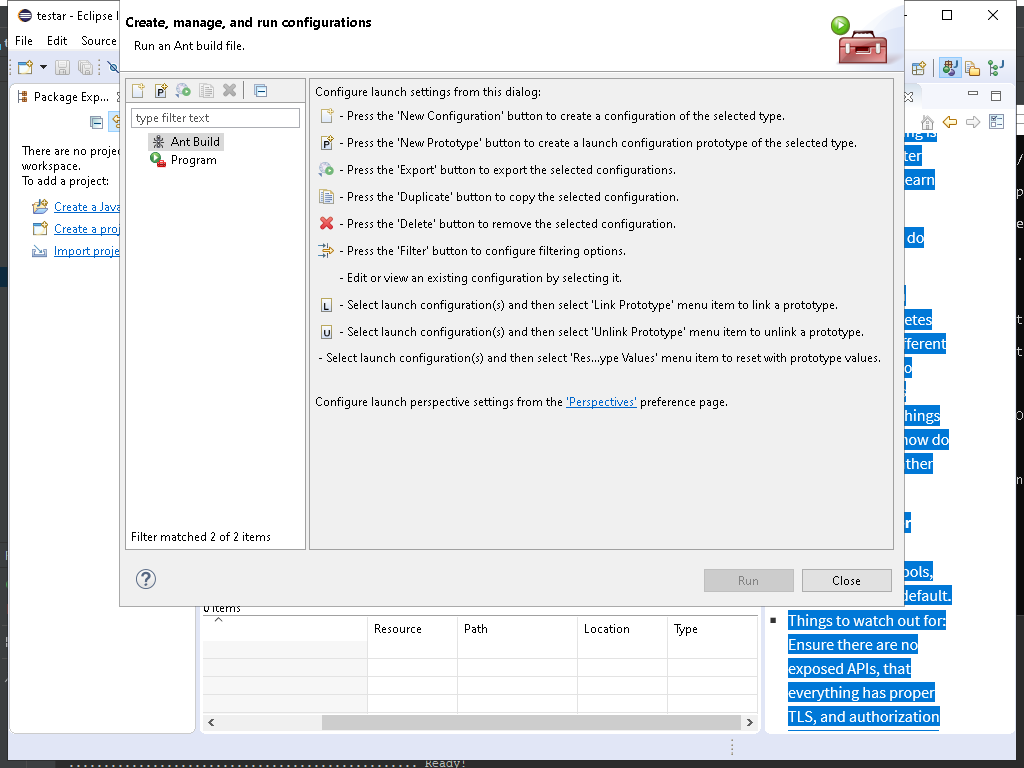 testar - Eclipse I
File Edit Source
Package Exp...
There are no proje
workspace.
To add a project:
Create a Java
Create a proj
Import proje
Create, manage, and run configurations
Run an Ant build file.
type filter text
Ant Build
Program
Filter matched 2 of 2 items
Configure launch settings from this dialog:
- Press the 'New Configuration' button to create a configuration of the selected type.
- Press the 'New Prototype' button to create a launch configuration prototype of the selected type.
- Press the 'Export' button to export the selected configurations.
- Press the 'Duplicate' button to copy the selected configuration.
- Press the 'Delete' button to remove the selected configuration.
- Press the 'Filter' button to configure filtering options.
- Edit or view an existing configuration by selecting it.
L - Select launch configuration(s) and then select 'Link Prototype' menu item to link a prototype.
U - Select launch configuration(s) and then select 'Unlink Prototype' menu item to unlink a prototype.
- Select launch configuration(s) and then select 'Res...ype Values' menu item to reset with prototype values.
Configure launch perspective settings from the 'Perspectives' preference page.
Run Close
0 items
Resource Path Location Type
ng is
ter
earn
do
etes
fferent
o
hings
how do
ther
r
ools,
default.
Things to watch out for:
Ensure there are no
exposed APIs, that
everything has proper
TLS, and authorization
Ready!